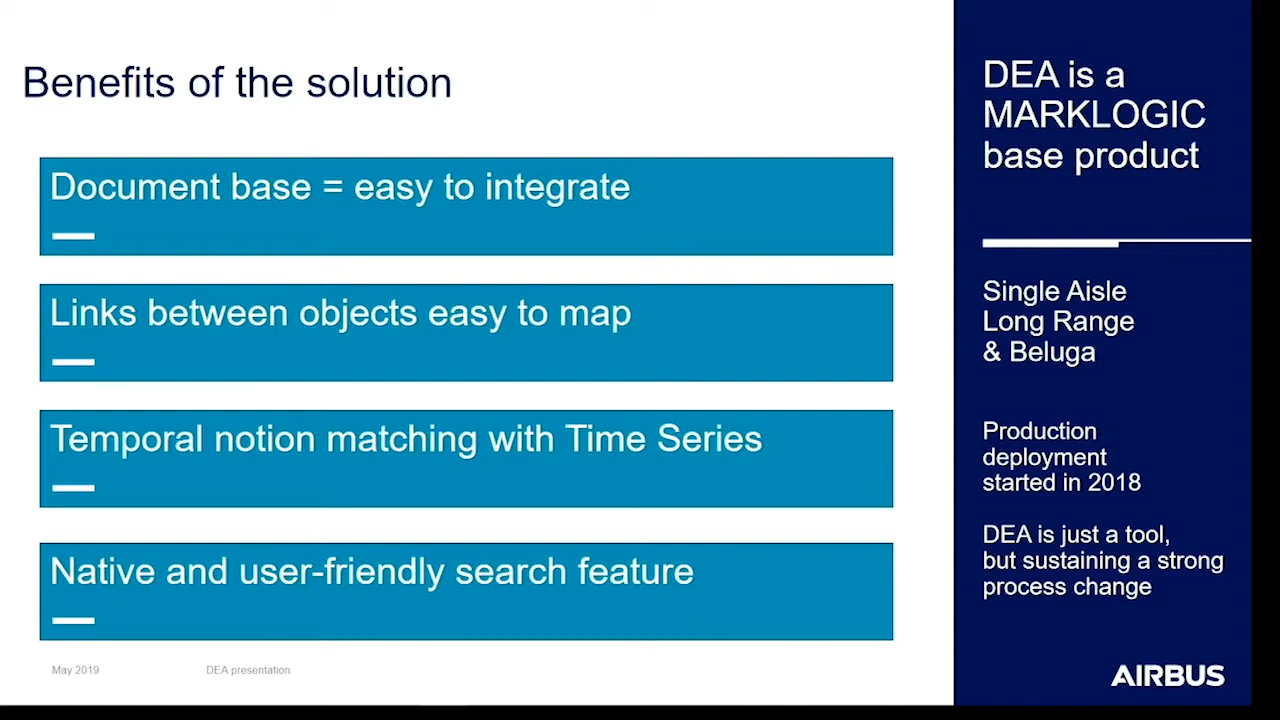 Benefits of the solution
Document base = easy to integrate
Links between objects easy to map
Temporal notion matching with Time Series
Native and user-friendly search feature
May 2019
DEA presentation
DEA is a
MARKLOGIC
base product
Single Aisle
Long Range
& Beluga
Production
deployment
started in 2018
DEA is just a tool,
but sustaining a strong
process change
AIRBUS